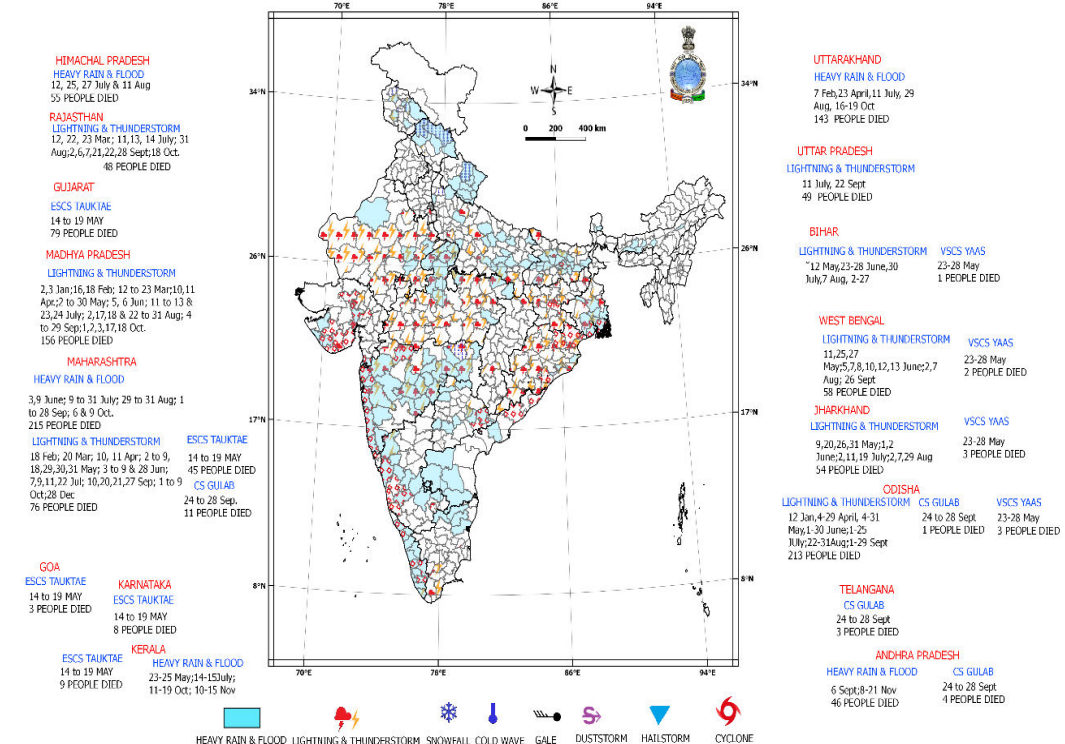 70°E 78°E 86°E 94°E
HIMACHAL PRADESH
HEAVY RAIN & FLOOD
12, 25, 27 July & 11 Aug
55 PEOPLE DIED
RAJASTHAN
LIGHTNING & THUNDERSTORM
12, 22, 23 Mar.; 11,13, 14 July; 31
Aug;2,6,7,21,22,28 Sept;18 Oct.
48 PEOPLE DIED
GUJARAT
ESCS TAUKTAE
14 to 19 MAY
79 PEOPLE DIED
MADHYA PRADESH
LIGHTNING & THUNDERSTORM
2,3 Jan;16,18 Feb; 12 to 23 Mar;10,11
Apr.;2 to 30 May; 5, 6 Jun; 11 to 13 &
23,24 July; 2,17,18 & 22 to 31 Aug; 4
to 29 Sep;1,2,3,17,18 Oct.
156 PEOPLE DIED
MAHARASHTRA
HEAVY RAIN & FLOOD
3,9 June; 9 to 31 July; 29 to 31 Aug; 1
to 28 Sep; 6 & 9 Oct.
215 PEOPLE DIED
LIGHTNING & THUNDERSTORM
18 Feb; 20 Mar; 10, 11 Apr; 2 to 9,
18,29,30,31 May; 3 to 9 & 28 Jun;
7,9,11,22 Jul; 10,20,21,27 Sep; 1 to 9
Oct;28 Dec
76 PEOPLE DIED
ESCS TAUKTAE
14 to 19 MAY
45 PEOPLE DIED
CS GULAB
24 to 28 Sep.
11 PEOPLE DIED
GOA
ESCS TAUKTAE
14 to 19 MAY
3 PEOPLE DIED
KARNATAKA
ESCS TAUKTAE
14 to 19 MAY
8 PEOPLE DIED
KERALA
ESCS TAUKTAE
14 to 19 MAY
9 PEOPLE DIED
HEAVY RAIN & FLOOD
23-25 May;14-15July;
11-19 Oct; 10-15 Nov
34°N
26°N
17°N
8°N
N
W E
S
0 200 400 km
34°N
26°N
17°N
8°N
70°E 78°E 86°E 94°E
UTTARAKHAND
HEAVY RAIN & FLOOD
7 Feb,23 April,11 July, 29
Aug, 16-19 Oct
143 PEOPLE DIED
UTTAR PRADESH
LIGHTNING & THUNDERSTORM
11 July, 22 Sept
49 PEOPLE DIED
BIHAR
LIGHTNING & THUNDERSTORM
12 May,23-28 June,30
July,7 Aug, 2-27
VSCS YAAS
23-28 May
1 PEOPLE DIED
WEST BENGAL
LIGHTNING & THUNDERSTORM
11,25,27
May;5,7,8,10,12,13 June;2,7
Aug; 26 Sept
58 PEOPLE DIED
VSCS YAAS
23-28 May
2 PEOPLE DIED
JHARKHAND
LIGHTNING & THUNDERSTORM
9,20,26,31 May;1,2
June;2,11,19 July;2,7,29 Aug
54 PEOPLE DIED
VSCS YAAS
23-28 May
3 PEOPLE DIED
ODISHA
LIGHTNING & THUNDERSTORM
12 Jan,4-29 April, 4-31
May,1-30 June;1-25
JUly;22-31Aug;1-29 Sept
213 PEOPLE DIED
CS GULAB
24 to 28 Sept
1 PEOPLE DIED
VSCS YAAS
23-28 May
3 PEOPLE DIED
TELANGANA
CS GULAB
24 to 28 Sept
3 PEOPLE DIED
ANDHRA PRADESH
HEAVY RAIN & FLOOD
6 Sept;8-21 Nov
46 PEOPLE DIED
CS GULAB
24 to 28 Sept
4 PEOPLE DIED
HEAVY RAIN & FLOOD LIGHTNING & THUNDERSTORM SNOWFALL COLD WAVE GALE DUSTSTORM HAILSTORM CYCLONE